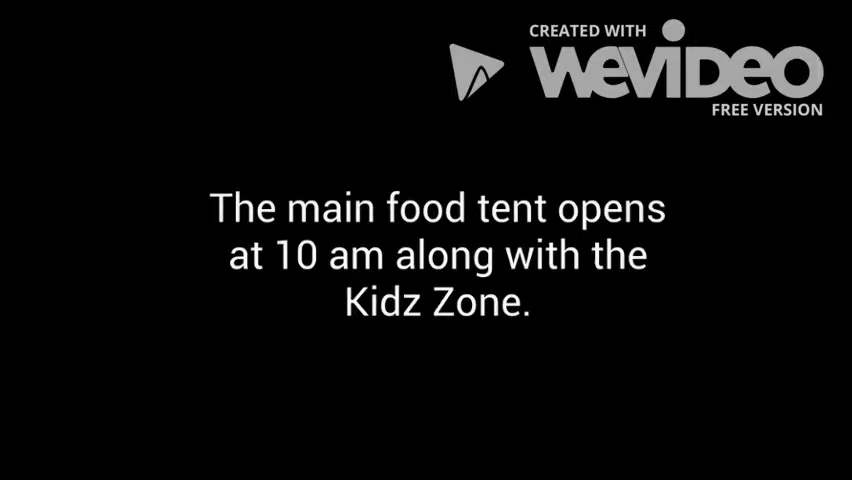 CREATED WITH
WEVIDEO
FREE VERSION
The main food tent opens
at 10 am along with the
Kidz Zone.